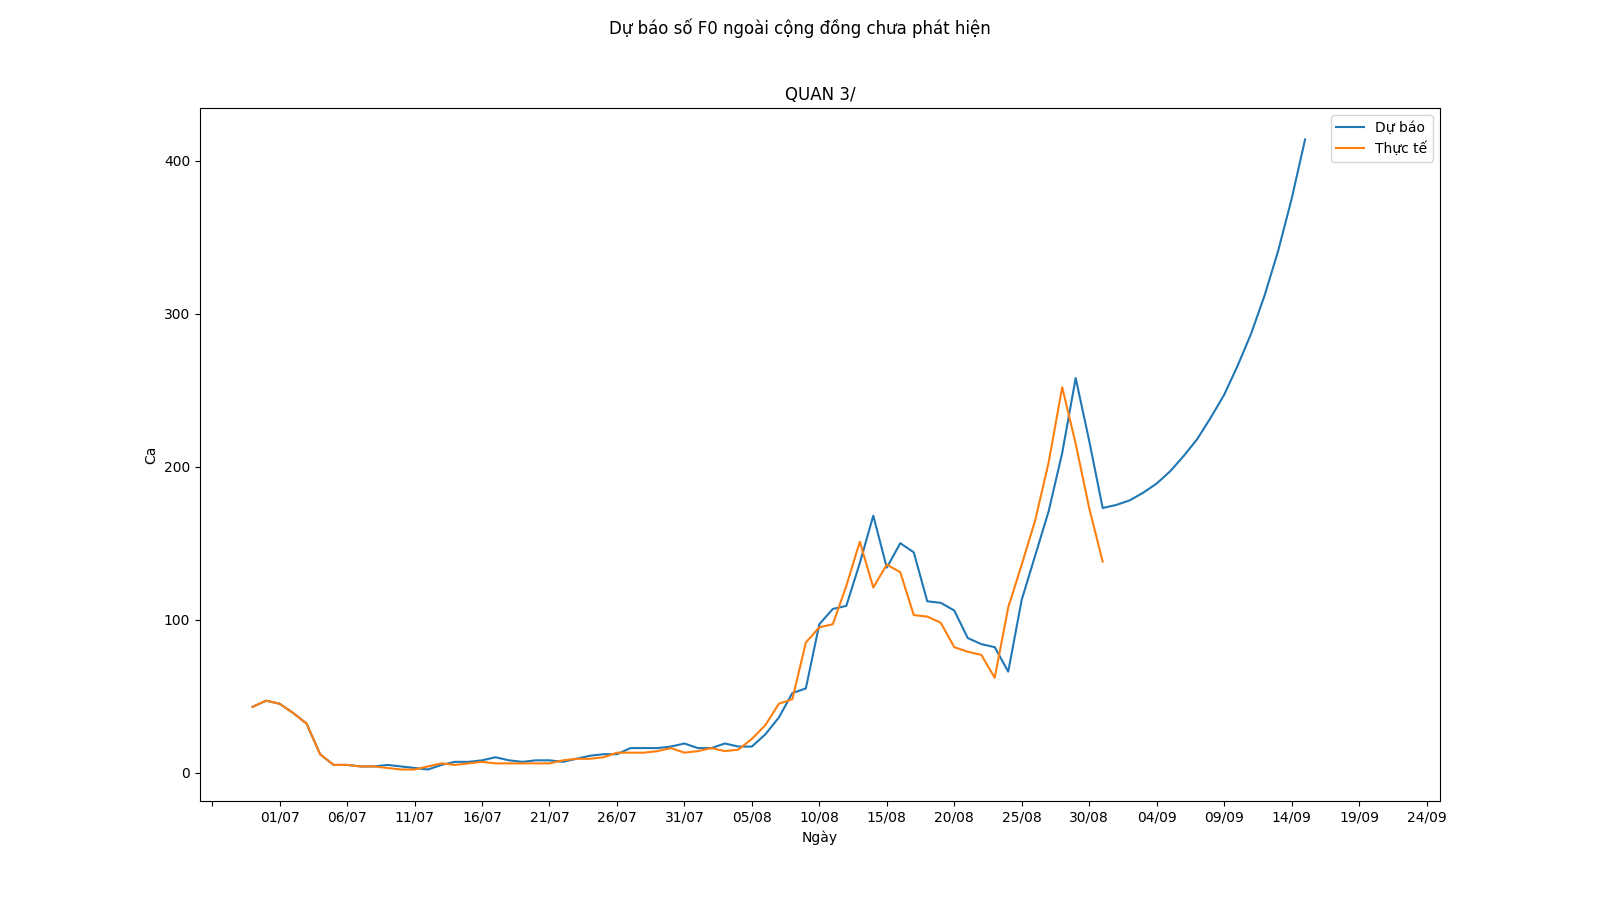 Dự báo số F0 ngoài cộng đồng chưa phát hiện
QUAN 3/
Dự báo
Thực tế
400
300
200
100
0
Ca
01/07 06/07 11/07 16/07 21/07 26/07 31/07 05/08 10/08 15/08 20/08 25/08 30/08 04/09 09/09 14/09 19/09 24/09
Ngày